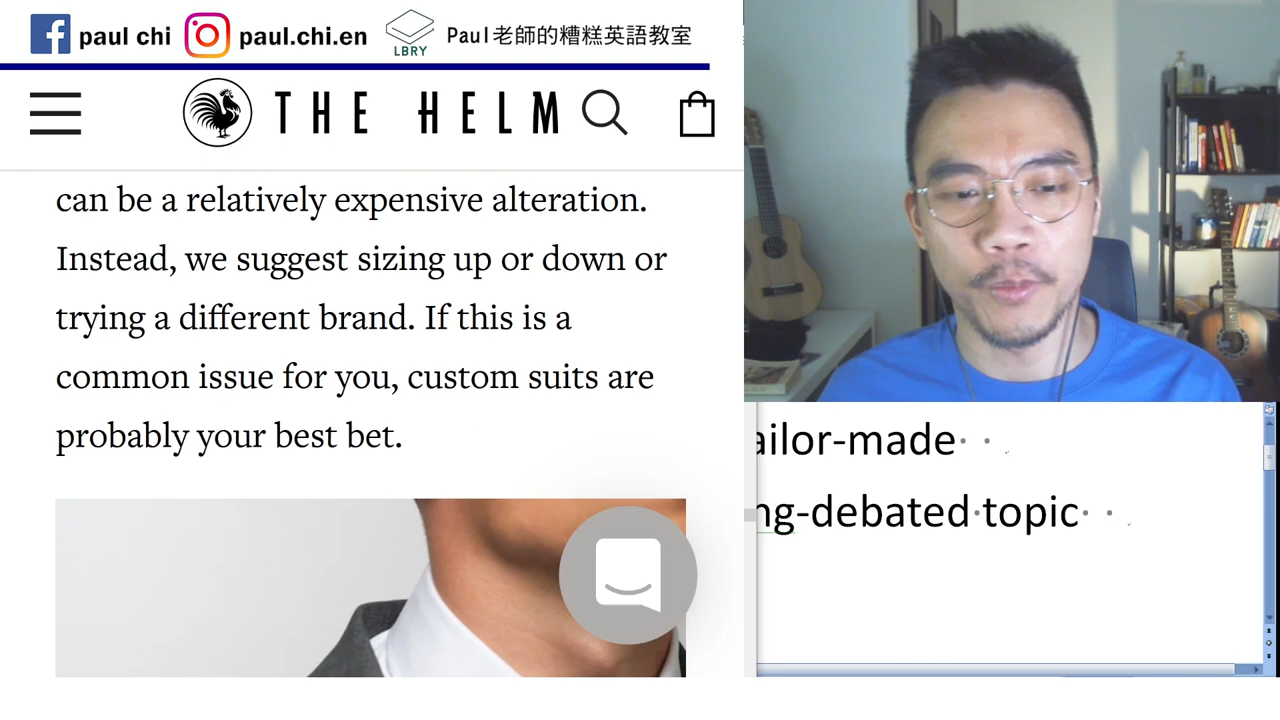 paul chi paul.chi.en LBRY Paul老師的糟糕英語教室
THE HELM
can be a relatively expensive alteration.
Instead, we suggest sizing up or down or
trying a different brand. If this is a
common issue for you, custom suits are
probably your best bet.
ailor-made
ng-debated topic